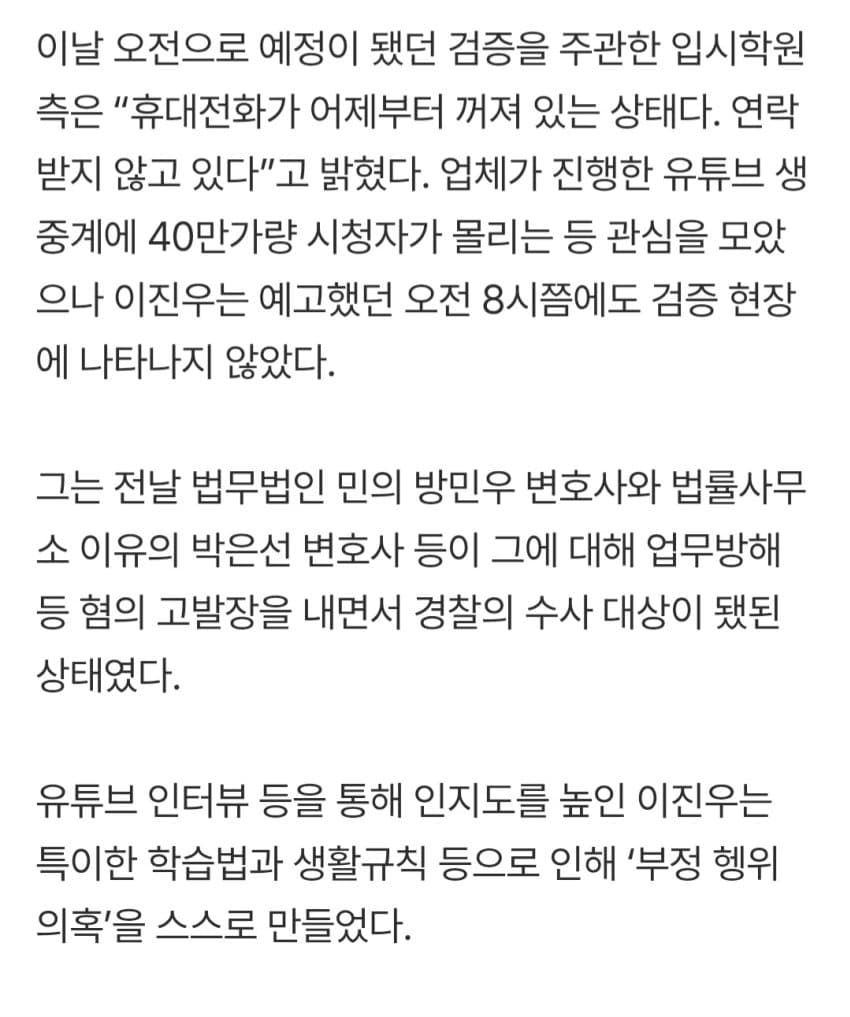 이날 오전으로 예정이 됐던 검증을 주관한 입시학원
측은 “휴대전화가 어제부터 꺼져 있는 상태다. 연락
받지 않고 있다”고 밝혔다. 업체가 진행한 유튜브 생
중계에 40만가량 시청자가 몰리는 등 관심을 모았
으나 이진우는 예고했던 오전 8시쯤에도 검증 현장
에 나타나지 않았다.
그는 전날 법무법인 민의 방민우 변호사와 법률사무
소 이유의 박은선 변호사 등이 그에 대해 업무방해
등 혐의 고발장을 내면서 경찰의 수사 대상이 됐된
상태였다.
유튜브 인터뷰 등을 통해 인지도를 높인 이진우는
특이한 학습법과 생활규칙 등으로 인해 ‘부정 헹위
의혹’을 스스로 만들었다.